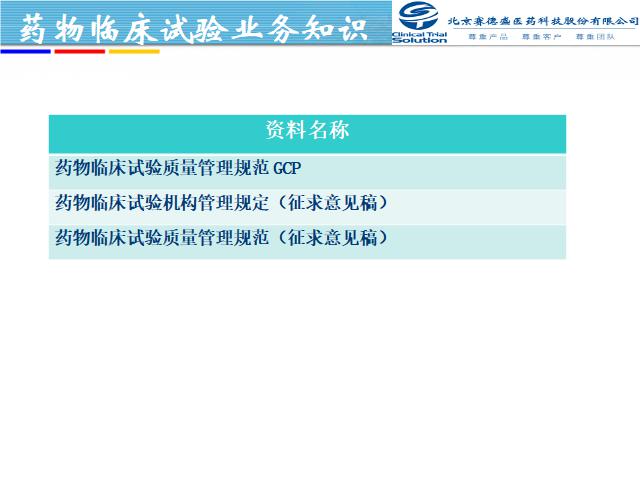 药物临床试验业务知识
Clinical Trial
Solution
北京赛德盛医药科技股份有限公司
尊重产品 尊重客户 尊重团队
资料名称
药物临床试验质量管理规范GCP
药物临床试验机构管理规定（征求意见稿）
药物临床试验质量管理规范（征求意见稿）